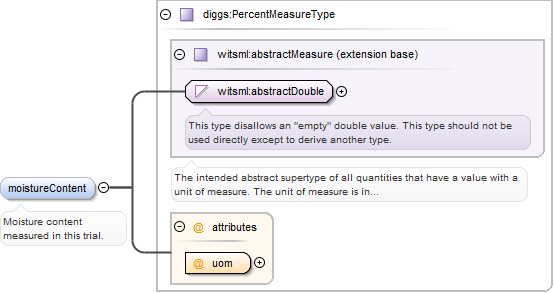 diggs:PercentMeasureType
witsml:abstractMeasure (extension base)
witsml:abstractDouble
This type disallows an "empty" double value. This type should not be
used directly except to derive another type.
The intended abstract supertype of all quantities that have a value with a
unit of measure. The unit of measure is in...
moistureContent
Moisture content
measured in this trial.
@ attributes
@ uom